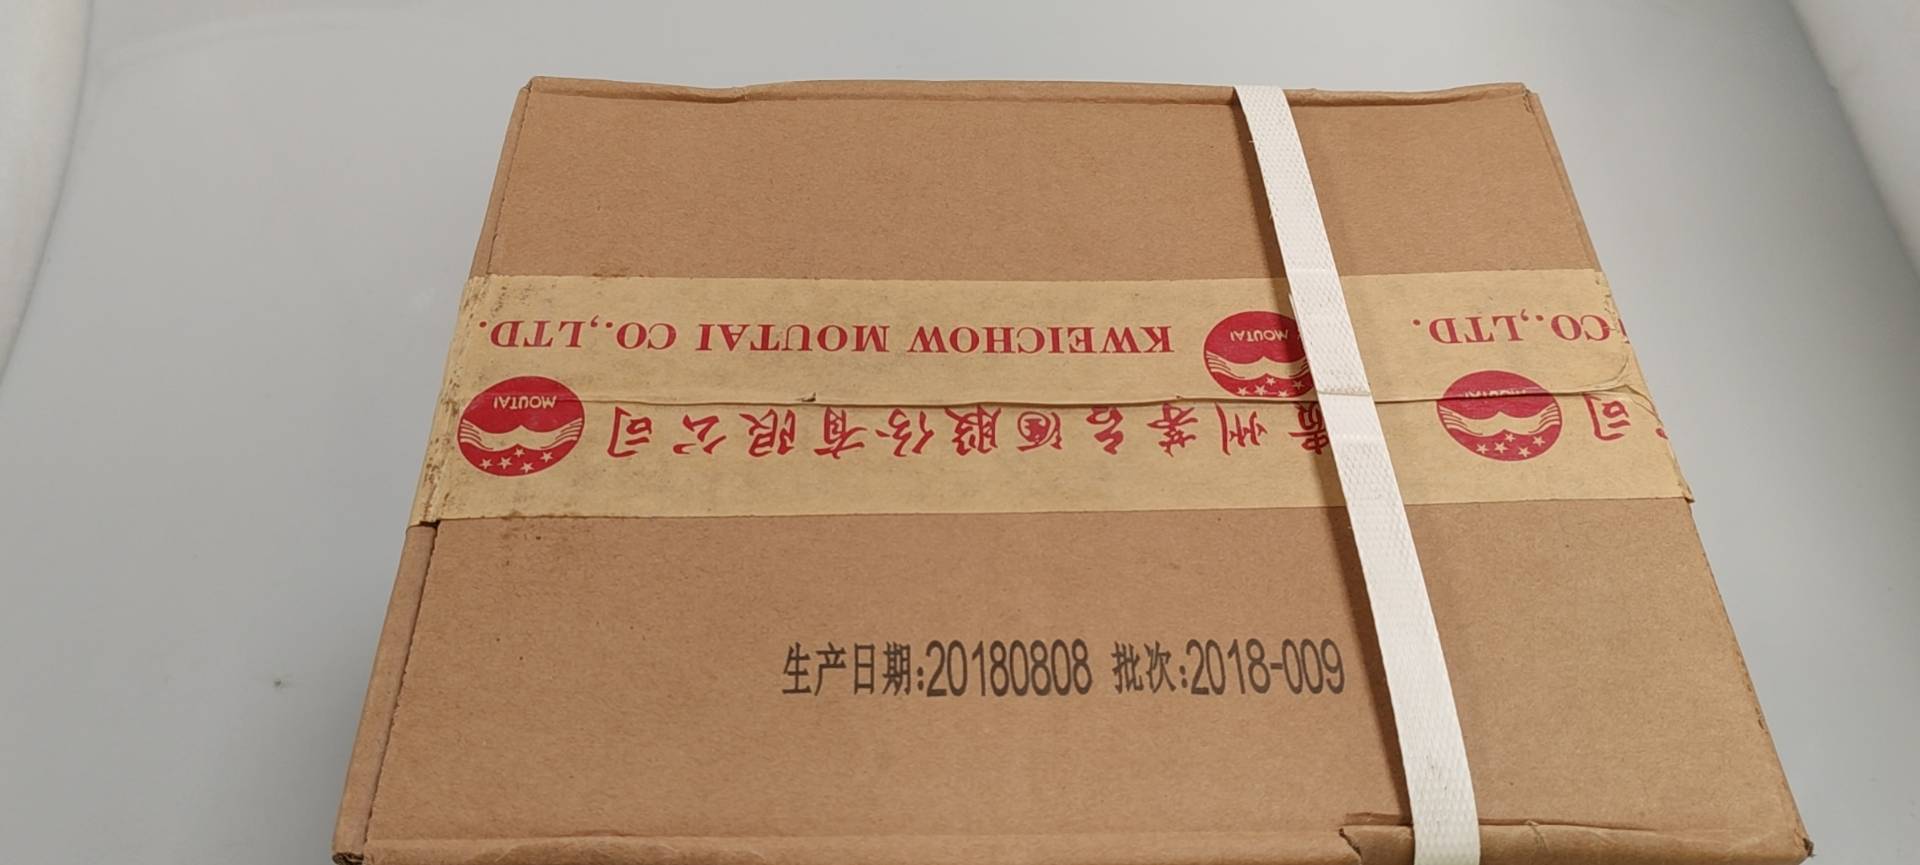 KWEICHOW MOUTAI CO.,LTD.
MOUTAI
CO.,LTD.
MOUTAI
贵州茅台酒股份有限公司
MOUTAI
司
生产日期:20180808 批次:2018-009